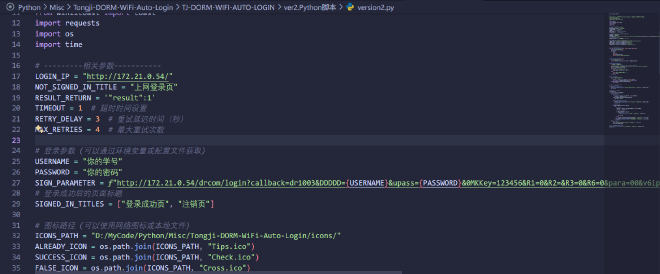 Python > Misc > Tongji-DORM-WiFi-Auto-Login > TJ-DORM-WIFI-AUTO-LOGIN > ver2.Python脚本 > version2.py
12 import requests
13 import os
14 import time
15
16 # ---------相关参数-----------
17 LOGIN_IP = "http://172.21.0.54/"
18 NOT_SIGNED_IN_TITLE = "上网登录页"
19 RESULT_RETURN = '"result":1'
20 TIMEOUT = 1 # 超时时间设置
21 RETRY_DELAY = 3 # 重试延迟时间（秒）
22 MAX_RETRIES = 4 # 最大重试次数
23
24 # 登录参数 (可以通过环境变量或配置文件获取)
25 USERNAME = "你的学号"
26 PASSWORD = "你的密码"
27 SIGN_PARAMETER = f"http://172.21.0.54/drcom/login?callback=dr1003&DDDDD={USERNAME}&upass={PASSWORD}&0MKKey=123456&R1=0&R2=&R3=0&R6=0&para=00&v6ip
28 # 登录成功后的页面标题
29 SIGNED_IN_TITLES = ["登录成功页", "注销页"]
30
31 # 图标路径 (可以使用网络图标或本地文件)
32 ICONS_PATH = "D:/MyCode/Python/Misc/Tongji-DORM-WiFi-Auto-Login/icons/"
33 ALREADY_ICON = os.path.join(ICONS_PATH, "Tips.ico")
34 SUCCESS_ICON = os.path.join(ICONS_PATH, "Check.ico")
35 FALSE_ICON = os.path.join(ICONS_PATH, "Cross.ico")